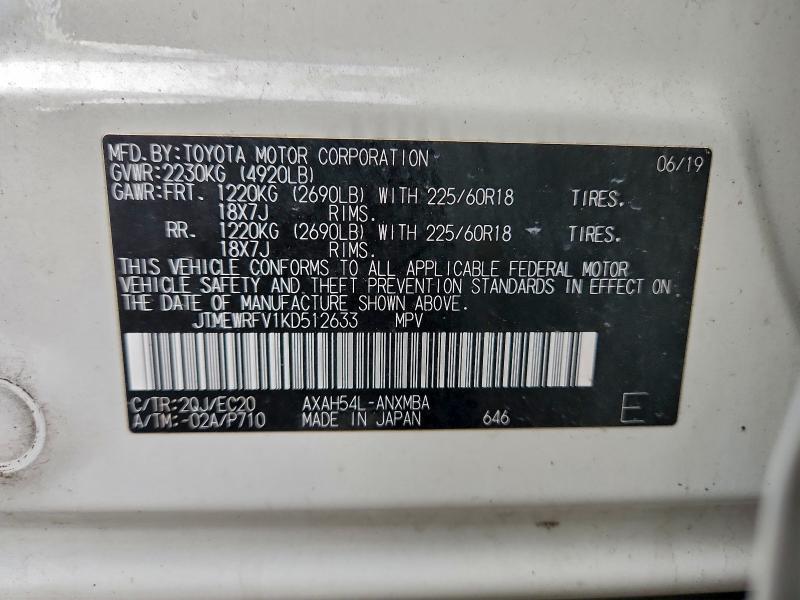 MFD.BY:TOYOTA MOTOR CORPORATION 06/19
GVWR:2230KG (4920LB)
GAWR:FRT. 1220KG (2690LB) WITH 225/60R18 TIRES.
18X7J RIMS.
RR. 1220KG (2690LB) WITH 225/60R18 TIRES.
18X7J RIMS.
THIS VEHICLE CONFORMS TO ALL APPLICABLE FEDERAL MOTOR
VEHICLE SAFETY AND THEFT PREVENTION STANDARDS IN EFFECT ON
THE DATE OF MANUFACTURE SHOWN ABOVE.
JTMEWRFV1KD512633 MPV
C/TR:2QJ/EC20 AXAH54L-ANXMBA
A/TM:-02A/P710 MADE IN JAPAN 646 E